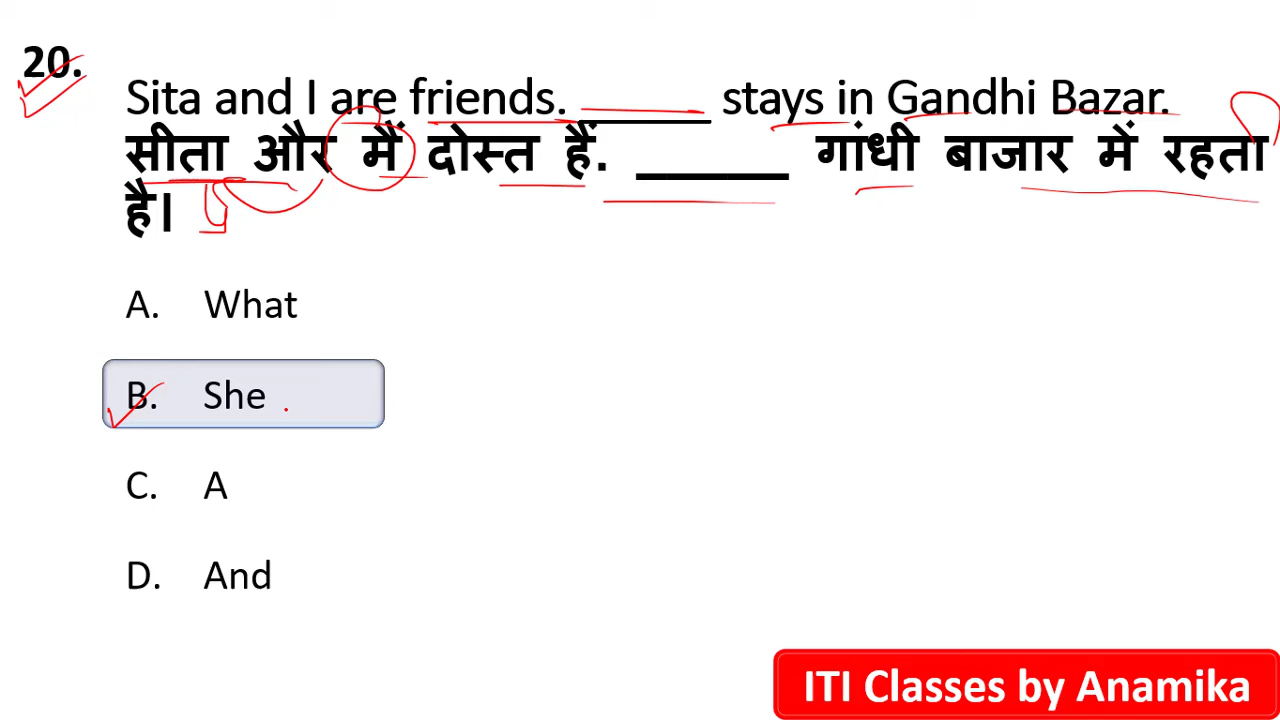 20.
Sita and I are friends. ______ stays in Gandhi Bazar.
सीता और मैं दोस्त हैं. ______ गांधी बाजार में रहता
है।
A. What
B. She
C. A
D. And
ITI Classes by Anamika